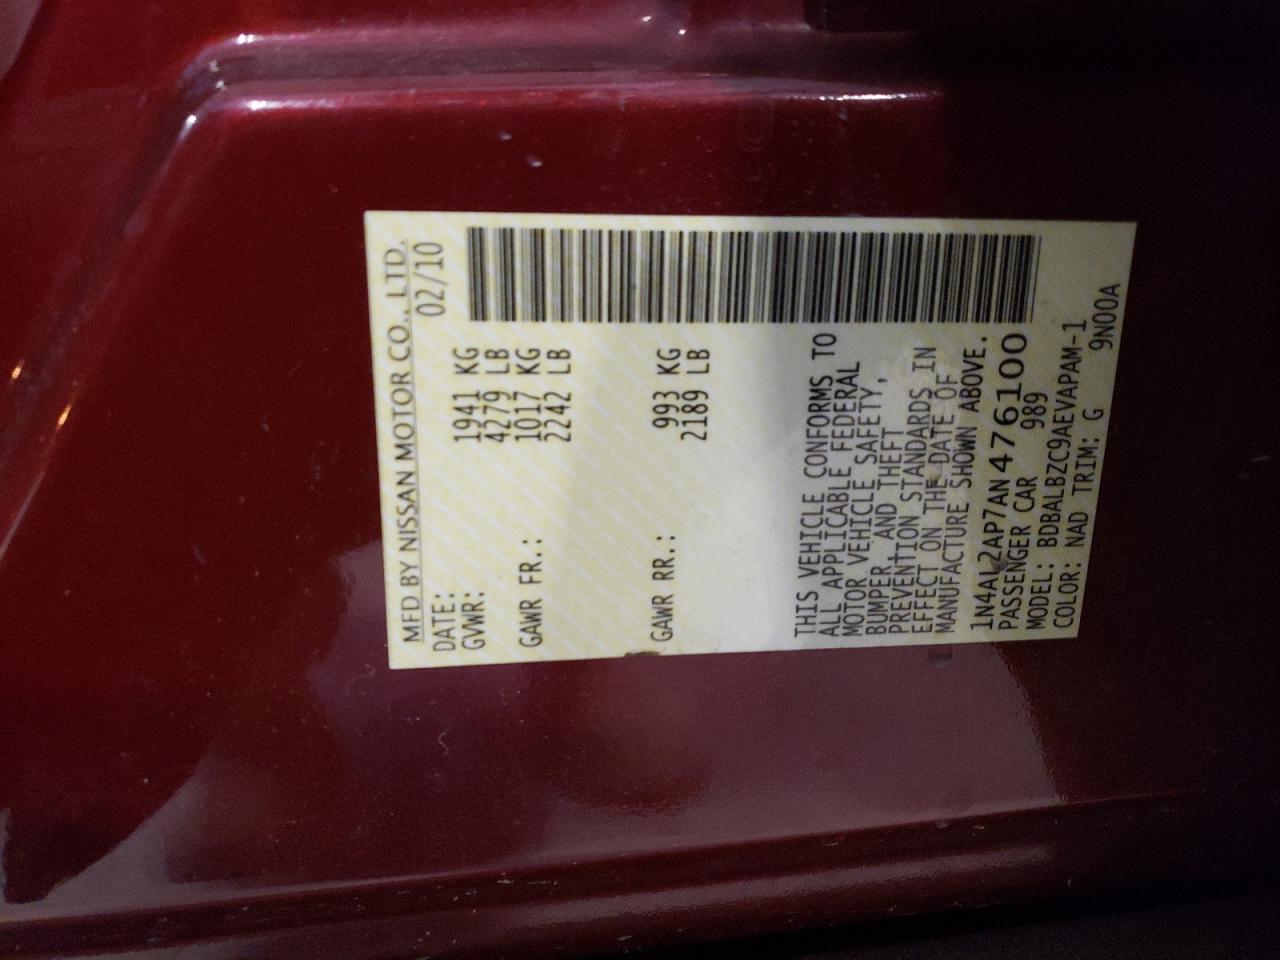 MFD BY NISSAN MOTOR CO., LTD.
DATE: 02/10
GVWR: 1941 KG
4279 LB
GAWR FR.: 1017 KG
2242 LB
GAWR RR.: 993 KG
2189 LB
THIS VEHICLE CONFORMS TO
ALL APPLICABLE FEDERAL
MOTOR VEHICLE SAFETY,
BUMPER, AND THEFT
PREVENTION STANDARDS IN
EFFECT ON THE DATE OF
MANUFACTURE SHOWN ABOVE.
1N4AL2AP7AN476100
PASSENGER CAR 989
MODEL: BDBALBZC9AEVAPAM-1
COLOR: NAD TRIM: G 9N00A